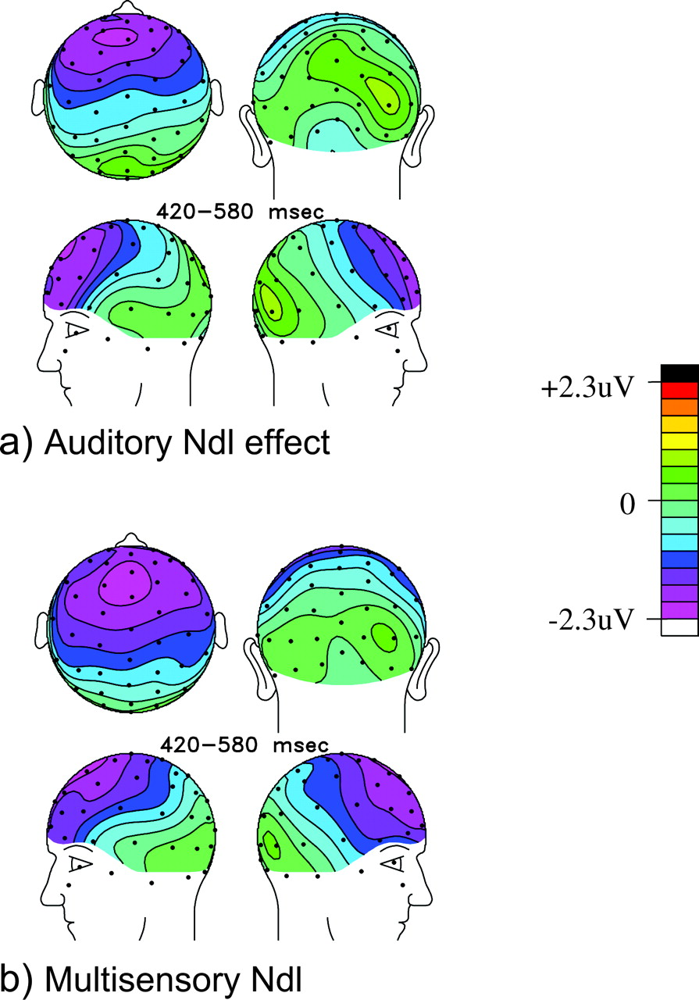 420-580 msec
a) Auditory Ndl effect
+2.3uV
0
-2.3uV
420-580 msec
b) Multisensory Ndl